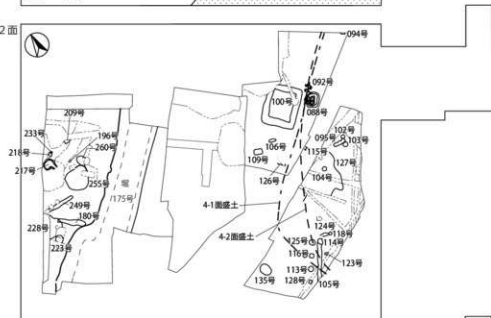 2面
094号
092号
100号
088号
209号
233号
196号
218号
260号
217号
255号
249号
180号
228号
223号
堀
175号
102号
095号
103号
106号
115号
109号
127号
104号
126号
4-1面盛土
4-2面盛土
124号
118号
125号
114号
116号
123号
113号
135号
128号
105号